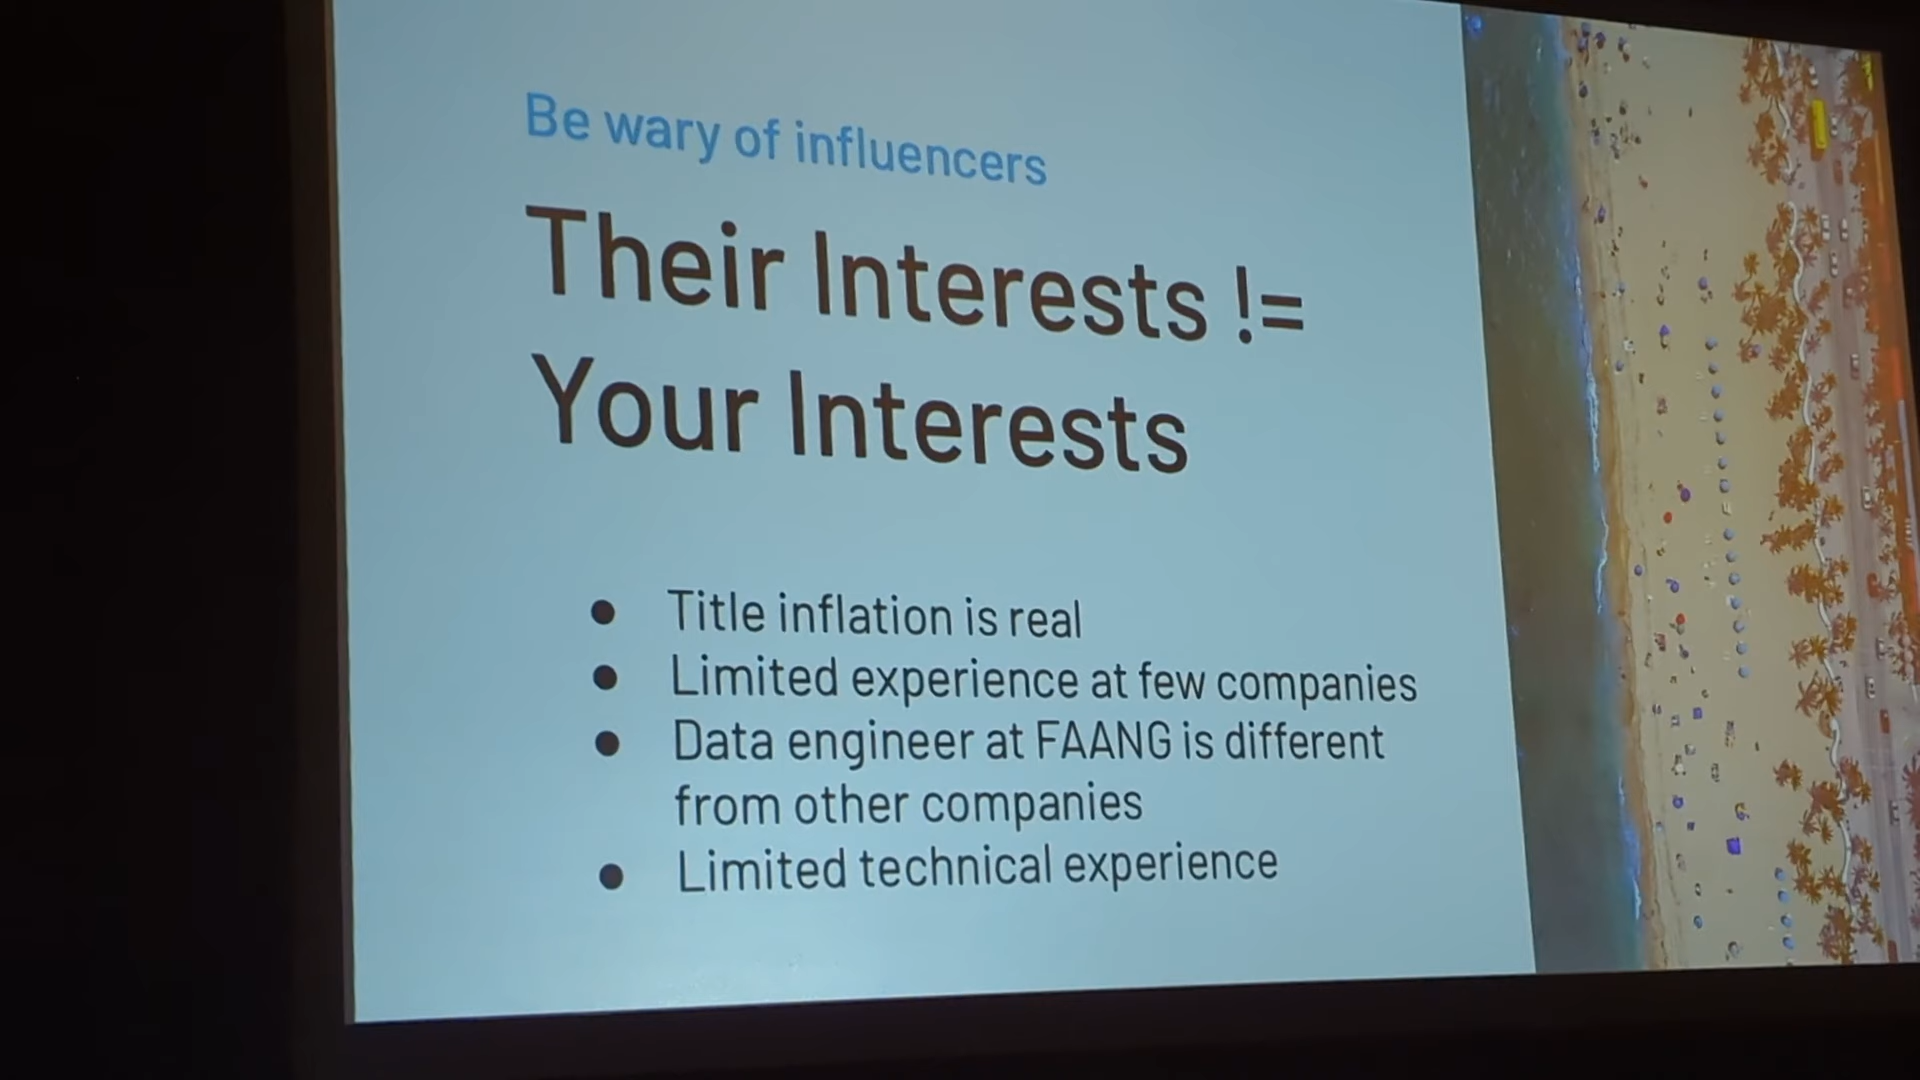 Be wary of influencers
Their Interests !=
Your Interests
● Title inflation is real
● Limited experience at few companies
● Data engineer at FAANG is different
from other companies
● Limited technical experience